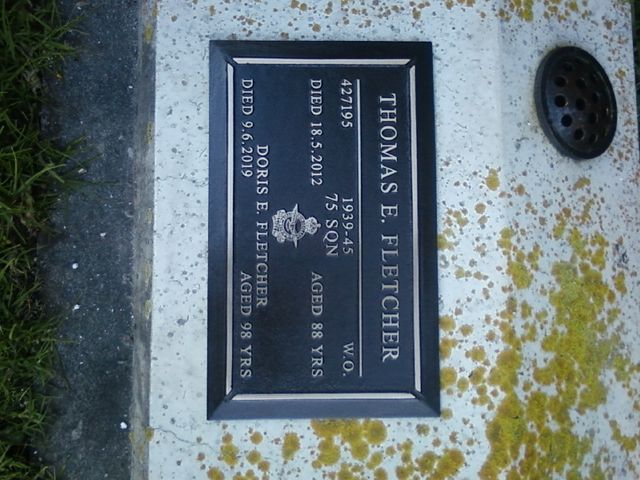 THOMAS E. FLETCHER
427195 1939-45 W.O.
75 SQN
DIED 18.5.2012 AGED 88 YRS
DORIS E. FLETCHER
DIED 9.6.2019 AGED 98 YRS